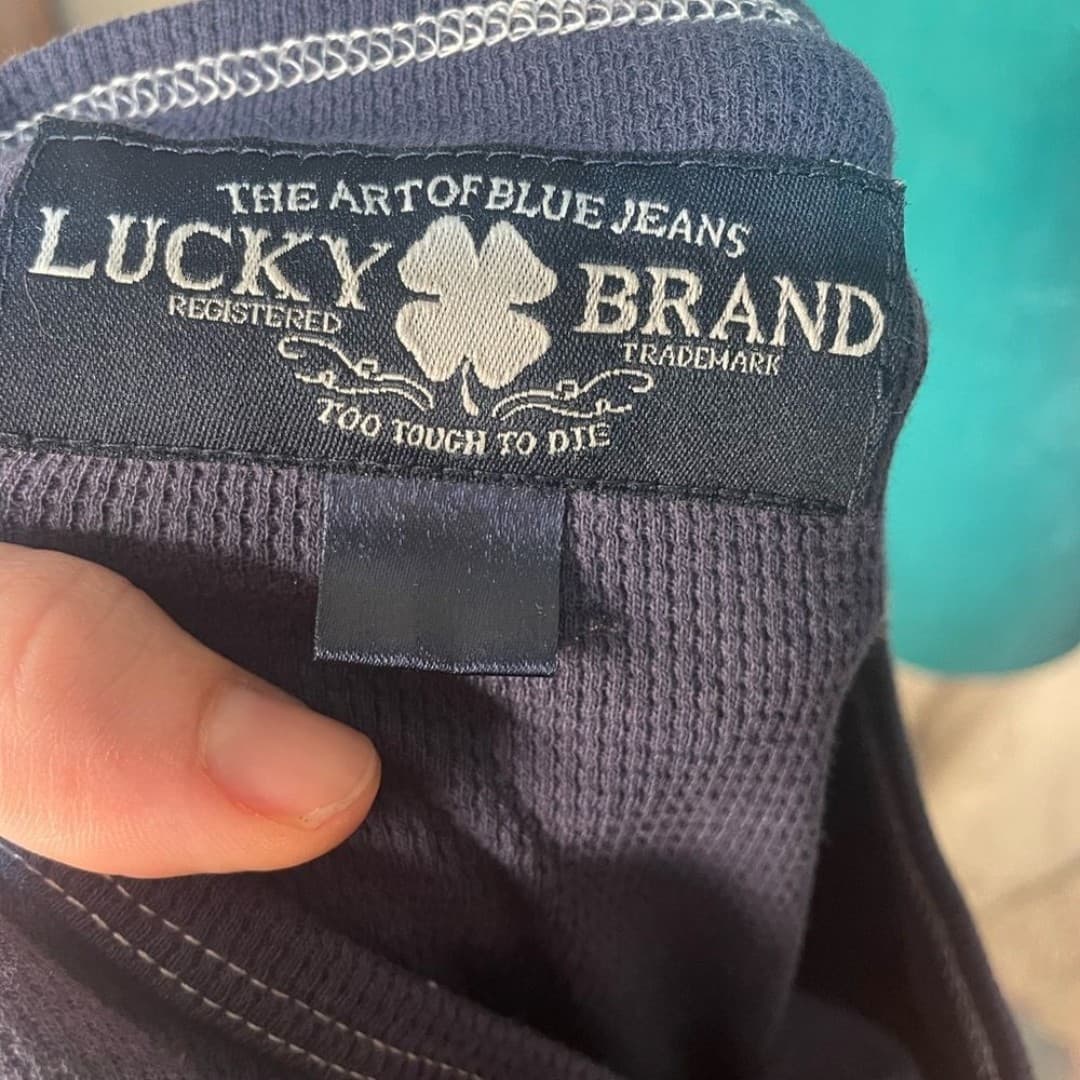 THE ART OF BLUE JEANS
LUCKY BRAND
REGISTERED TRADEMARK
TOO TOUGH TO DIE